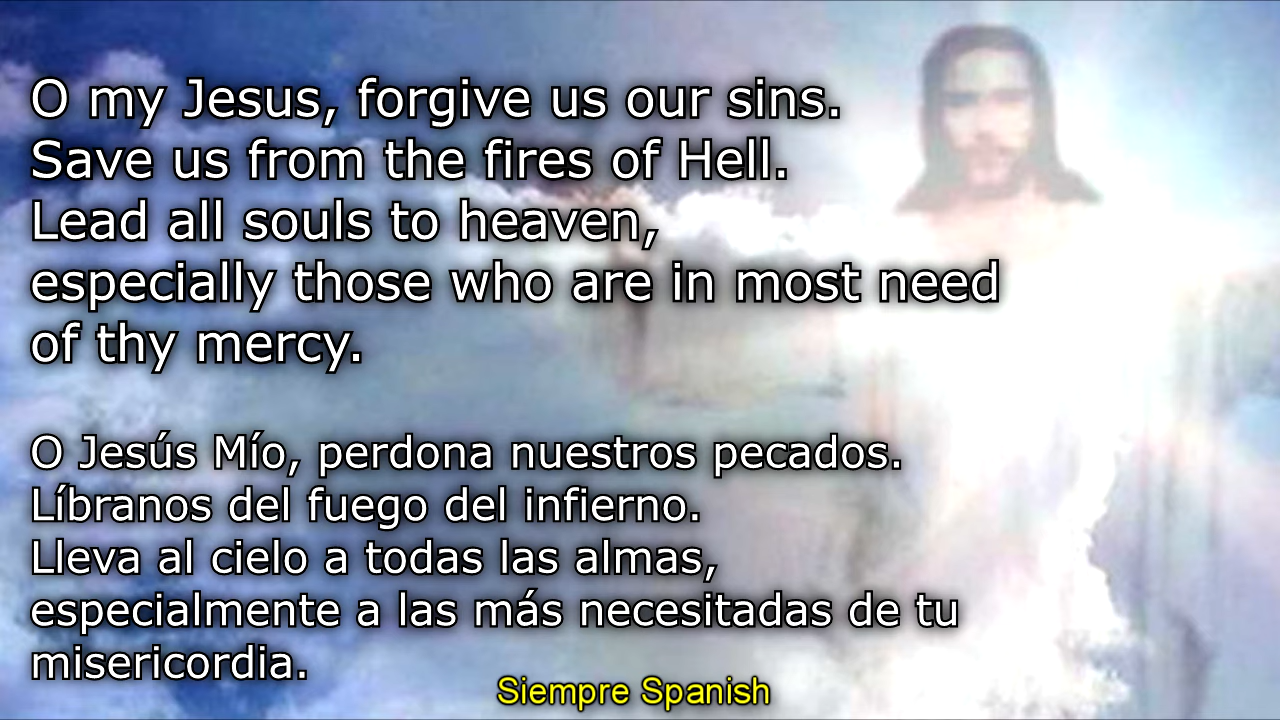 O my Jesus, forgive us our sins.
Save us from the fires of Hell.
Lead all souls to heaven,
especially those who are in most need
of thy mercy.
O Jesús Mío, perdona nuestros pecados.
Líbranos del fuego del infierno.
Lleva al cielo a todas las almas,
especialmente a las más necesitadas de tu
misericordia.
Siempre Spanish